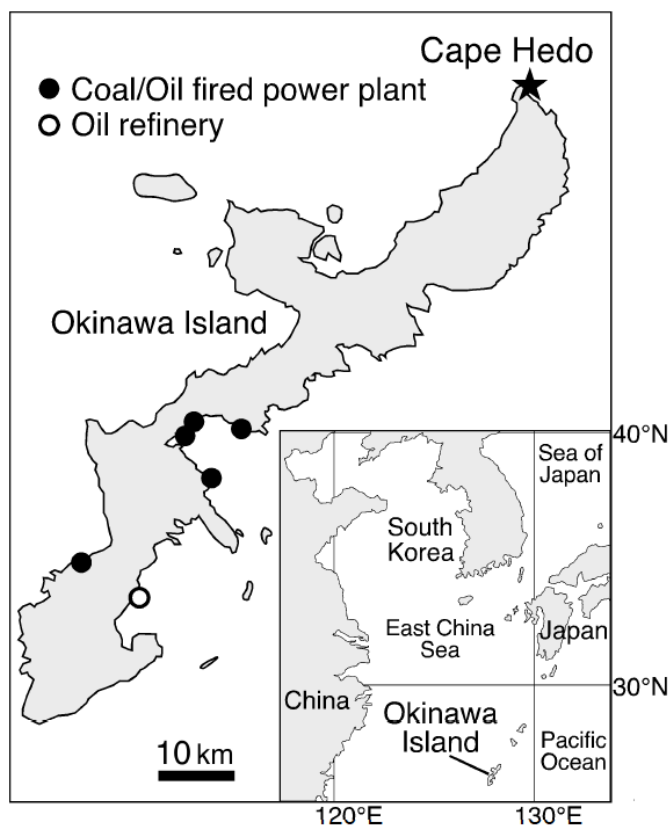 Cape Hedo
Coal/Oil fired power plant
Oil refinery
Okinawa Island
10 km
40°N
Sea of
Japan
South
Korea
East China
Sea
Japan
30°N
China
Okinawa
Island
Pacific
Ocean
120°E
130°E